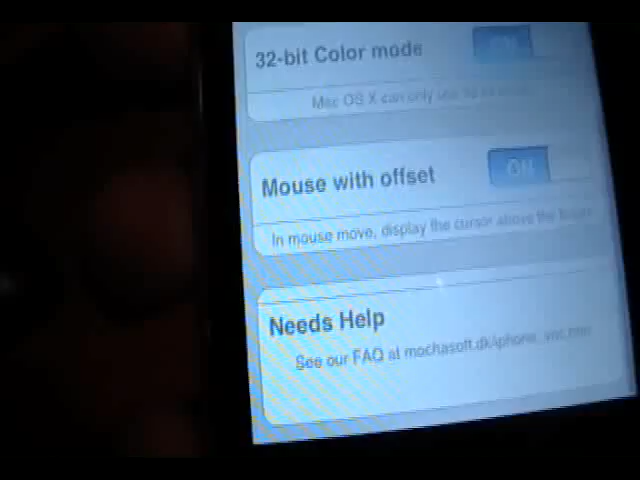 32-bit Color mode
Mac OS X can only use
Mouse with offset
ON
In mouse move, display the cursor above the
Needs Help
See our FAQ at mochasoft.dk/iphone_vnc.htm